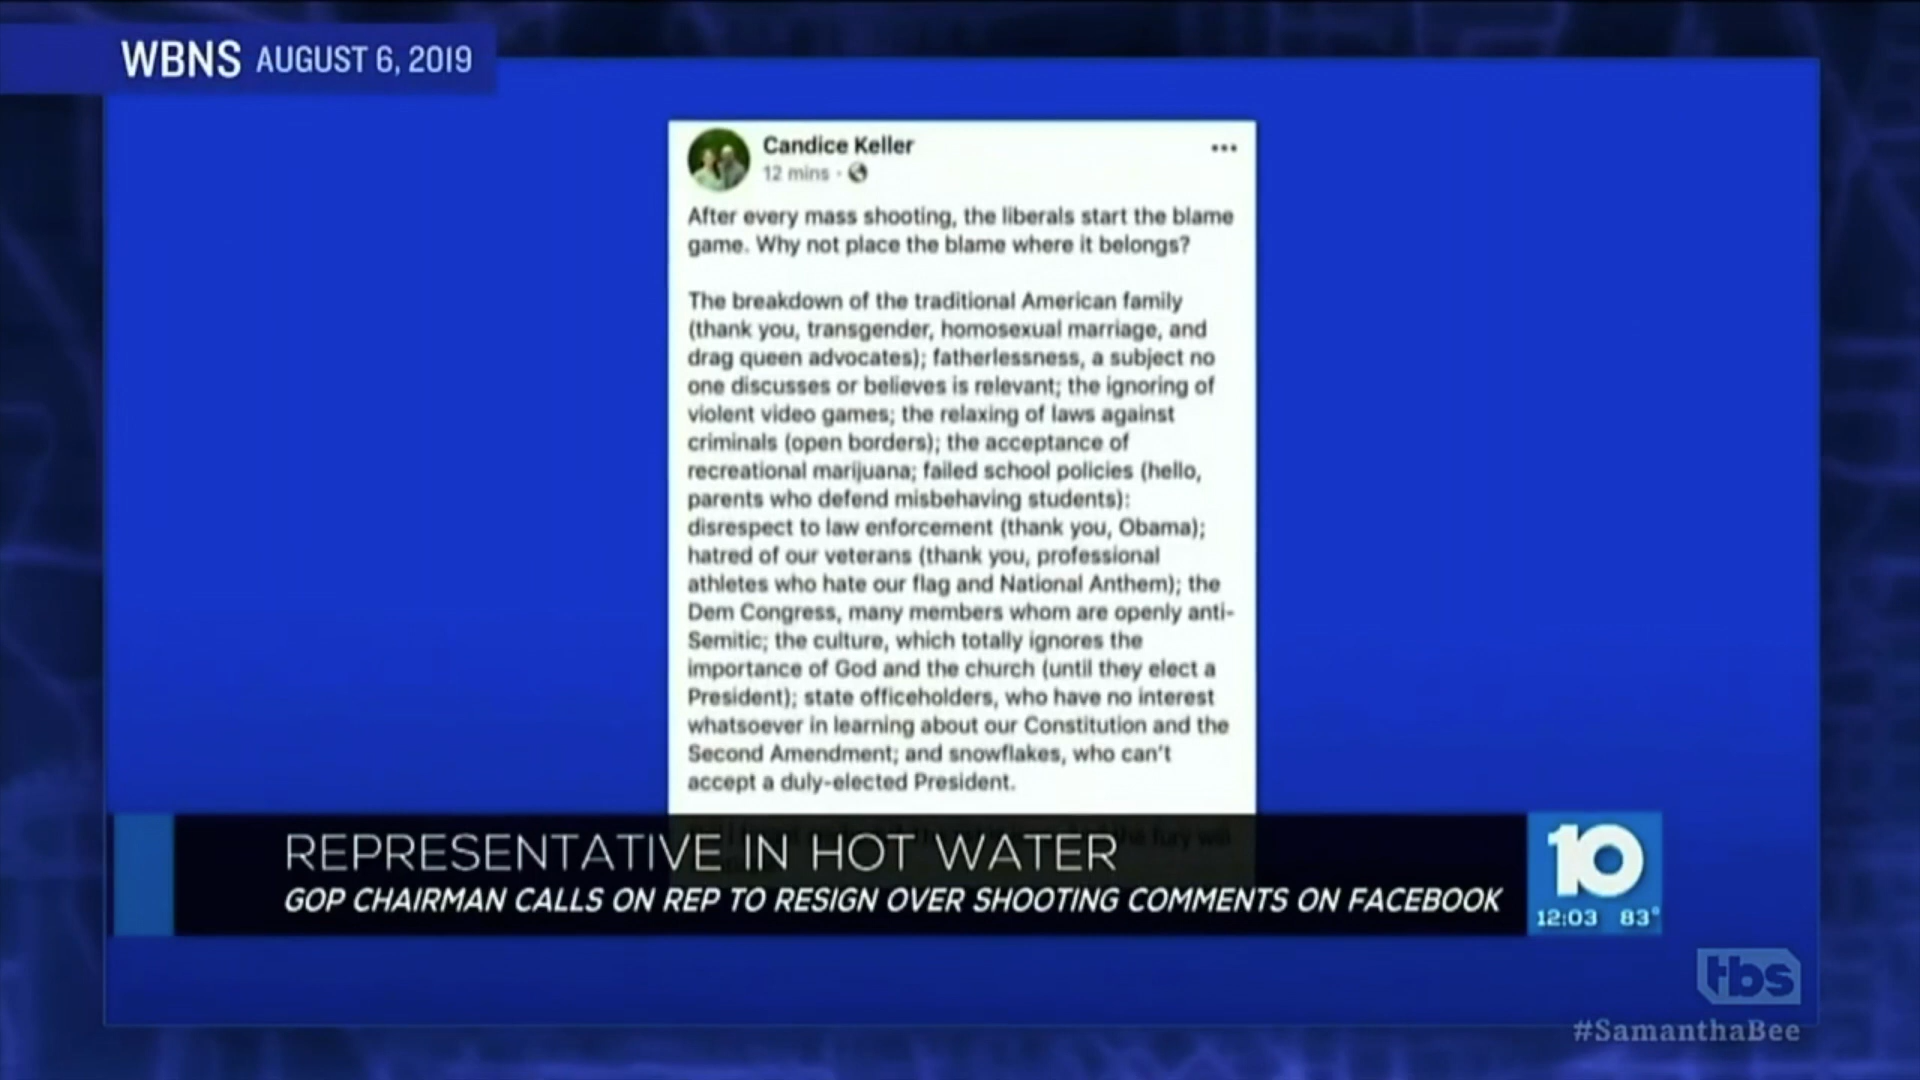 WBNS AUGUST 6, 2019
Candice Keller
12 mins ·
After every mass shooting, the liberals start the blame
game. Why not place the blame where it belongs?
The breakdown of the traditional American family
(thank you, transgender, homosexual marriage, and
drag queen advocates); fatherlessness, a subject no
one discusses or believes is relevant; the ignoring of
violent video games; the relaxing of laws against
criminals (open borders); the acceptance of
recreational marijuana; failed school policies (hello,
parents who defend misbehaving students);
disrespect to law enforcement (thank you, Obama);
hatred of our veterans (thank you, professional
athletes who hate our flag and National Anthem); the
Dem Congress, many members whom are openly anti-
Semitic; the culture, which totally ignores the
importance of God and the church (until they elect a
President); state officeholders, who have no interest
whatsoever in learning about our Constitution and the
Second Amendment; and snowflakes, who can't
accept a duly-elected President.
the fury will
REPRESENTATIVE IN HOT WATER
GOP CHAIRMAN CALLS ON REP TO RESIGN OVER SHOOTING COMMENTS ON FACEBOOK
10
12:03 83°
tbs
#SamanthaBee